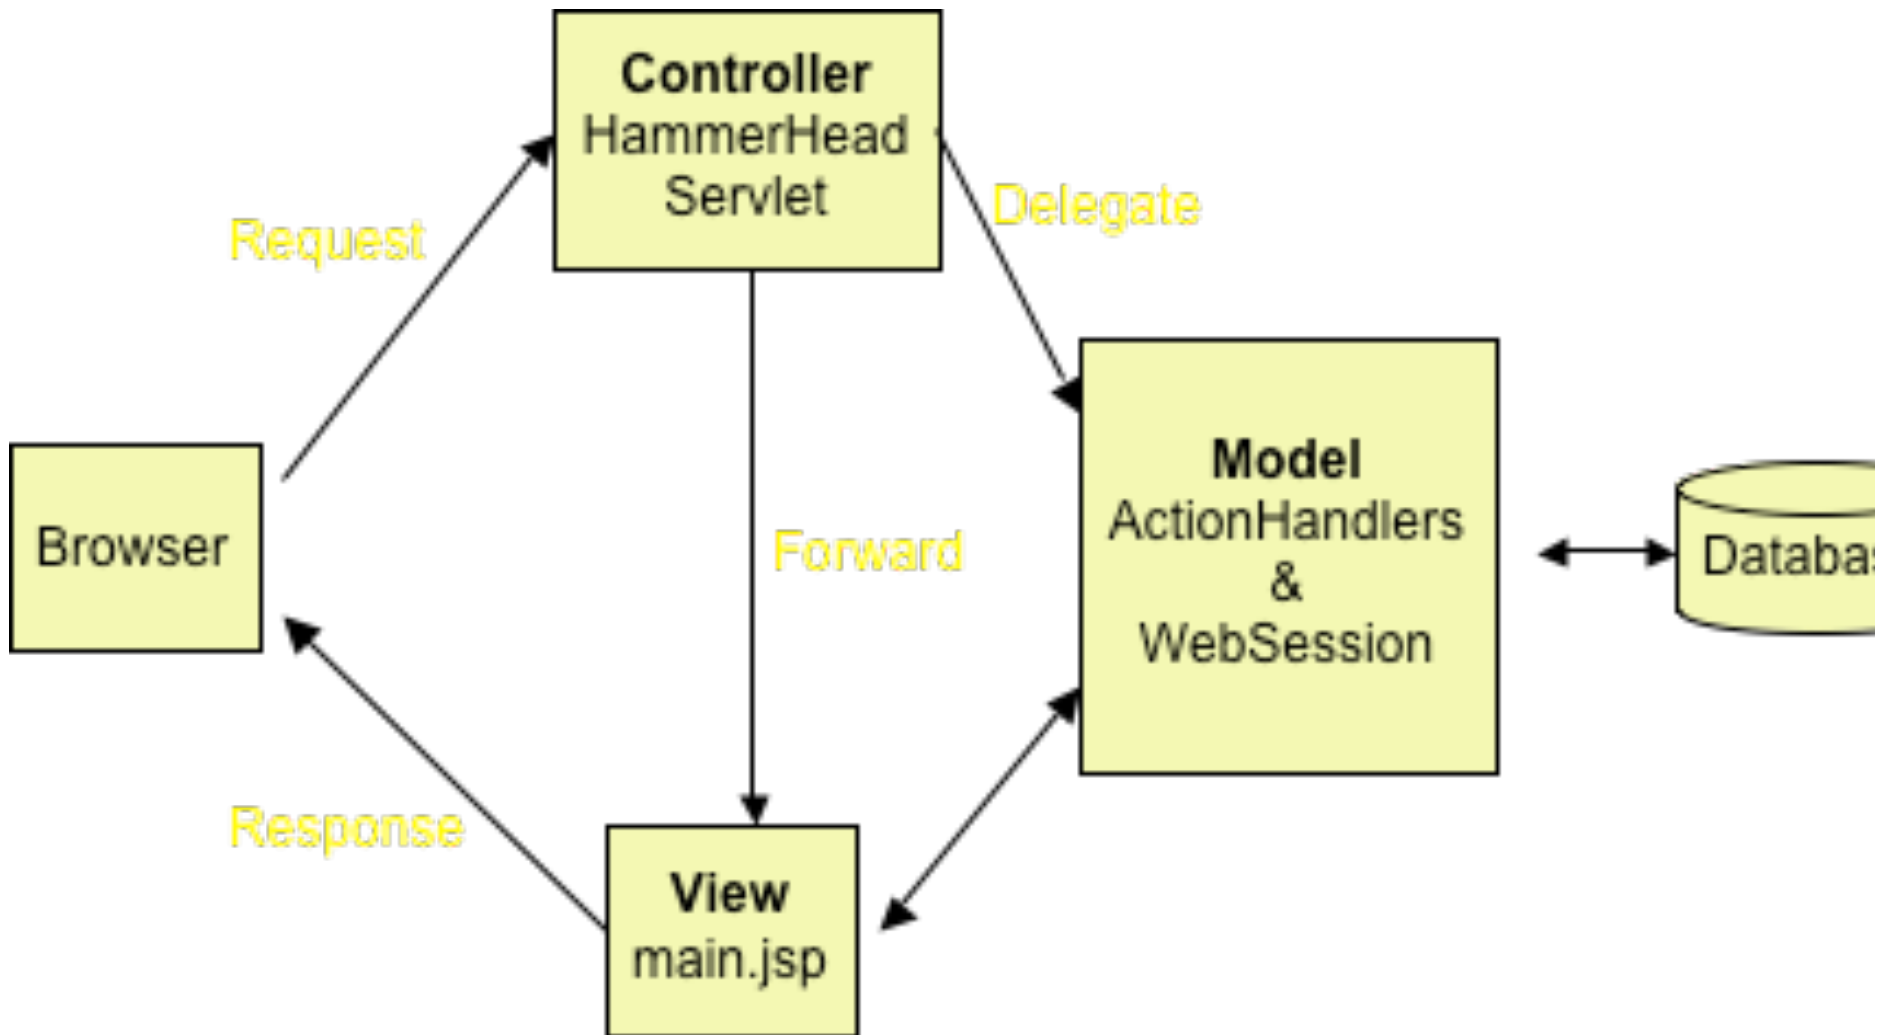 Controller
HammerHead
Servlet
Request
Delegate
Model
ActionHandlers
&
WebSession
Browser
Forward
Response
View
main.jsp